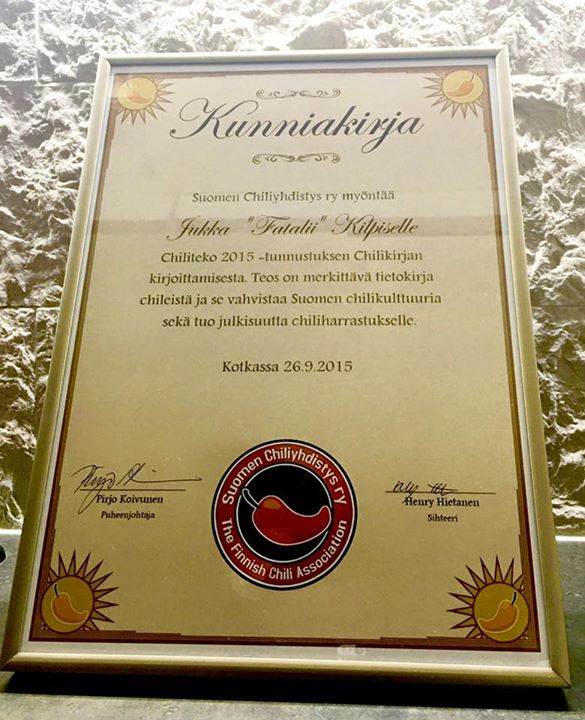 Kunniakirja
Suomen Chiliyhdistys ry myöntää
Jukka "Fatalii" Kilpiselle
Chiliteko 2015 -tunnustuksen Chilikirjan
kirjoittamisesta. Teos on merkittävä tietokirja
chileistä ja se vahvistaa Suomen chilikulttuuria
sekä tuo julkisuutta chiliharrastukselle.
Kotkassa 26.9.2015
Pirjo Koivunen
Puheenjohtaja
Suomen Chiliyhdistys ry
The Finnish Chili Association
Henry Hietanen
Sihteeri